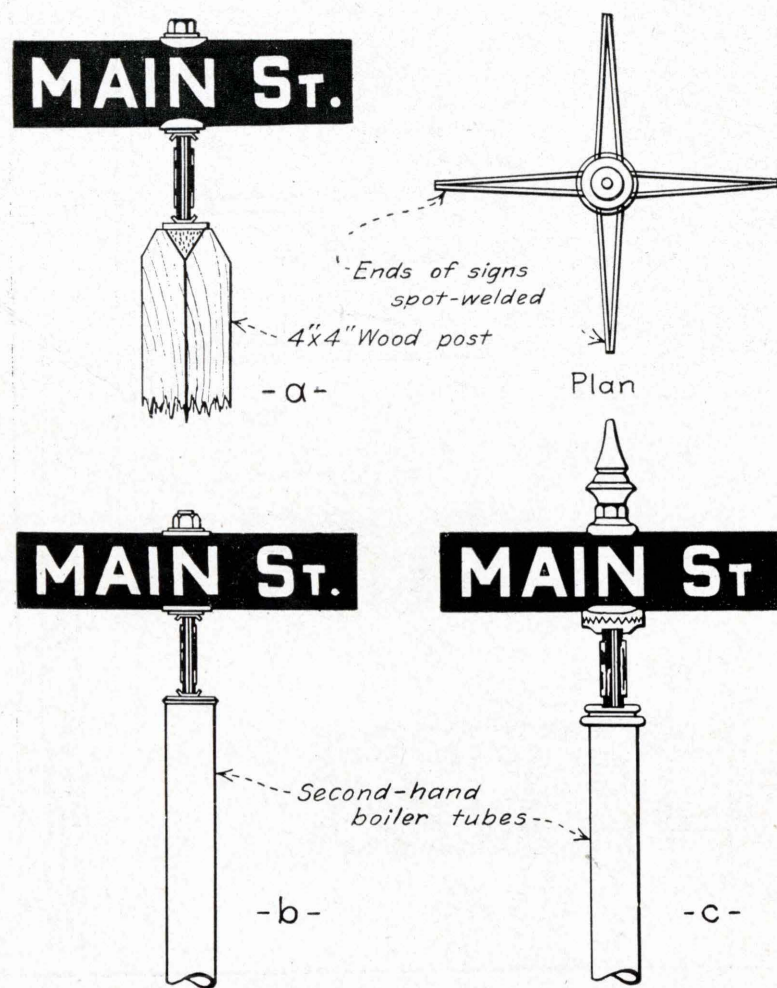 MAIN ST.
Ends of signs
spot-welded
4"x4" Wood post
-a-
Plan
MAIN ST.
MAIN ST
Second-hand
boiler tubes
-b-
-c-